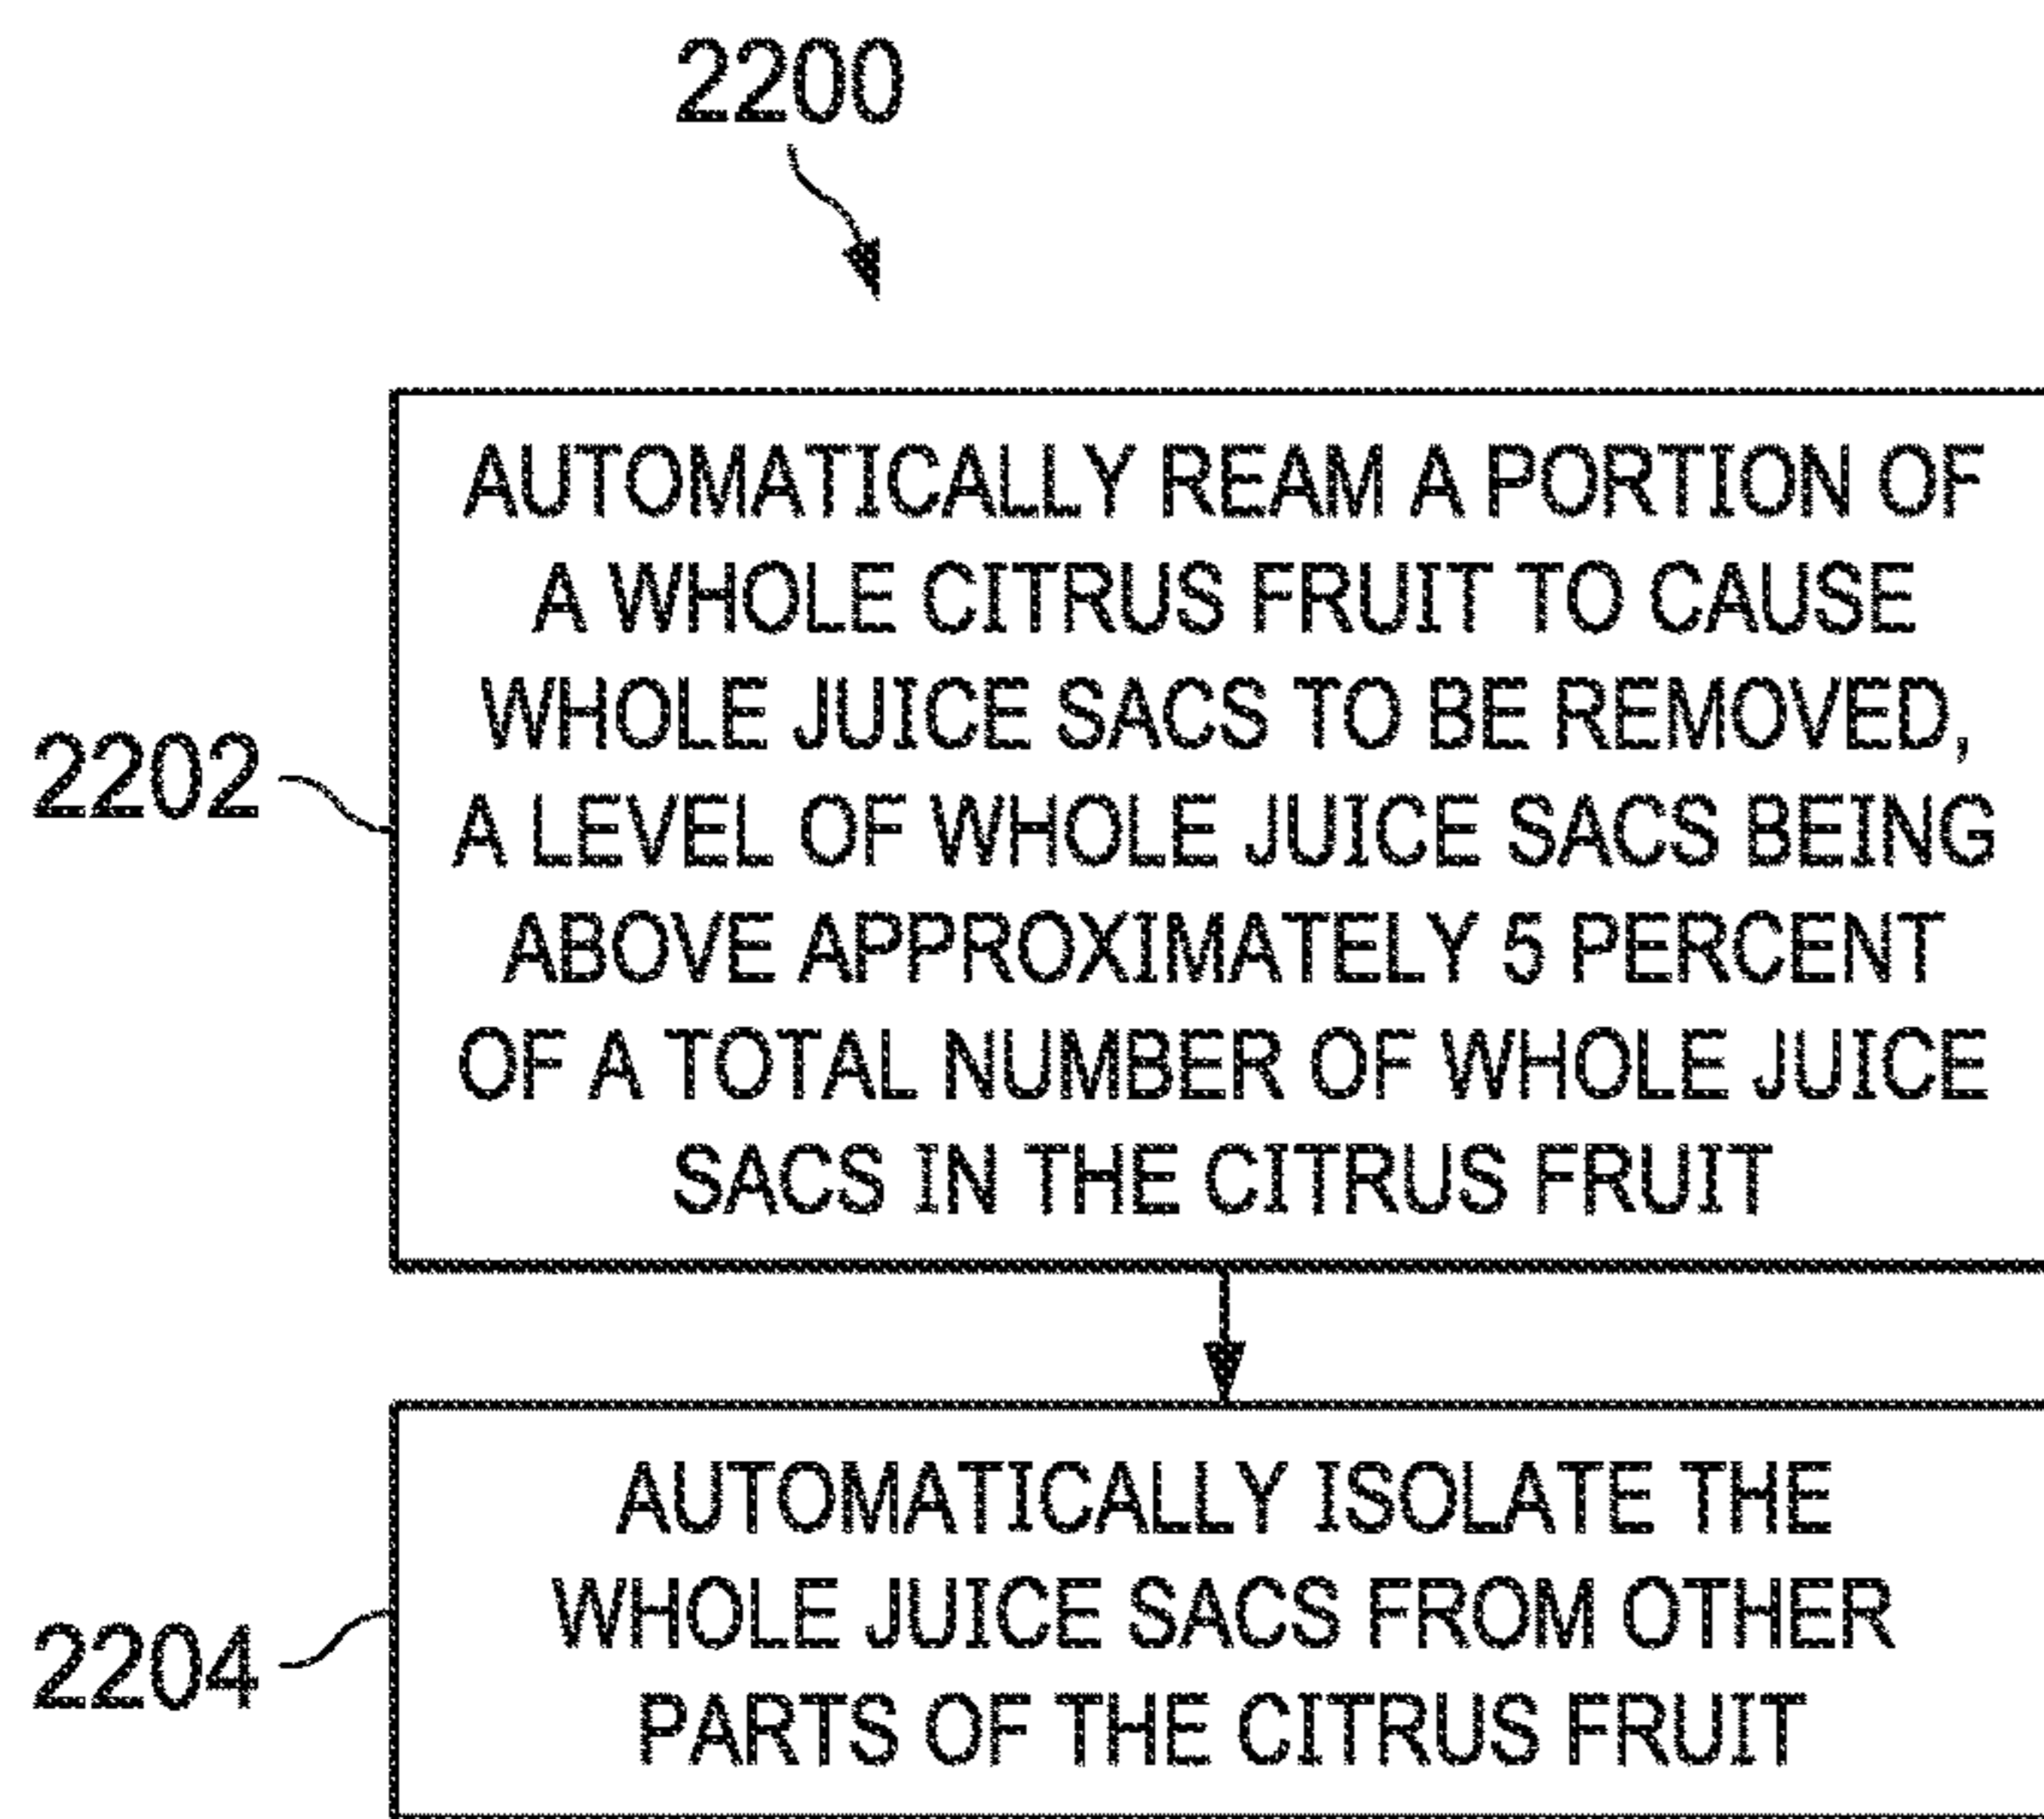 2200
AUTOMATICALLY REAM A PORTION OF
A WHOLE CITRUS FRUIT TO CAUSE
WHOLE JUICE SACS TO BE REMOVED,
2202
A LEVEL OF WHOLE JUICE SACS BEING
ABOVE APPROXIMATELY 5 PERCENT
OF A TOTAL NUMBER OF WHOLE JUICE
SACS IN THE CITRUS FRUIT
AUTOMATICALLY ISOLATE THE
WHOLE JUICE SACS FROM OTHER
2204
PARTS OF THE CITRUS FRUIT